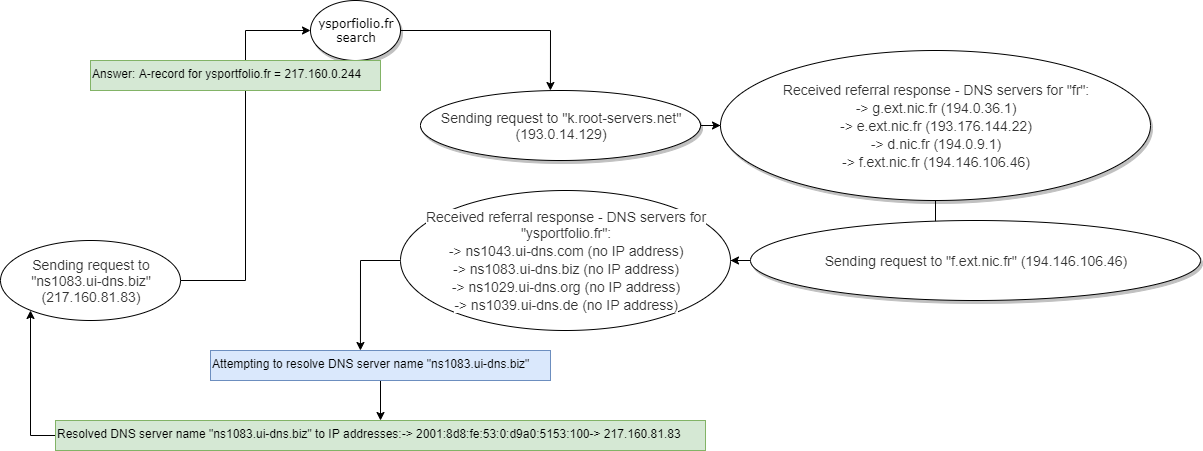 ysporfiolio.fr
search
Answer: A-record for ysportfolio.fr = 217.160.0.244
Sending request to "k.root-servers.net"
(193.0.14.129)
Received referral response - DNS servers for "fr":
-> g.ext.nic.fr (194.0.36.1)
-> e.ext.nic.fr (193.176.144.22)
-> d.nic.fr (194.0.9.1)
-> f.ext.nic.fr (194.146.106.46)
Sending request to "f.ext.nic.fr" (194.146.106.46)
Received referral response - DNS servers for
"ysportfolio.fr":
-> ns1043.ui-dns.com (no IP address)
-> ns1083.ui-dns.biz (no IP address)
-> ns1029.ui-dns.org (no IP address)
-> ns1039.ui-dns.de (no IP address)
Attempting to resolve DNS server name "ns1083.ui-dns.biz"
Resolved DNS server name "ns1083.ui-dns.biz" to IP addresses:-> 2001:8d8:fe:53:0:d9a0:5153:100-> 217.160.81.83
Sending request to
"ns1083.ui-dns.biz"
(217.160.81.83)